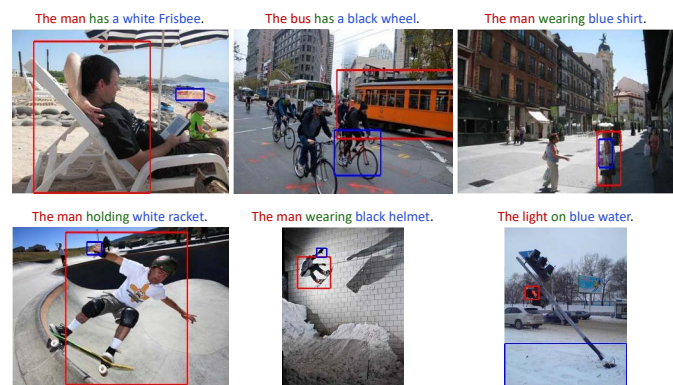 The man has a white Frisbee.
The bus has a black wheel.
The man wearing blue shirt.
The man holding white racket.
The man wearing black helmet.
The light on blue water.